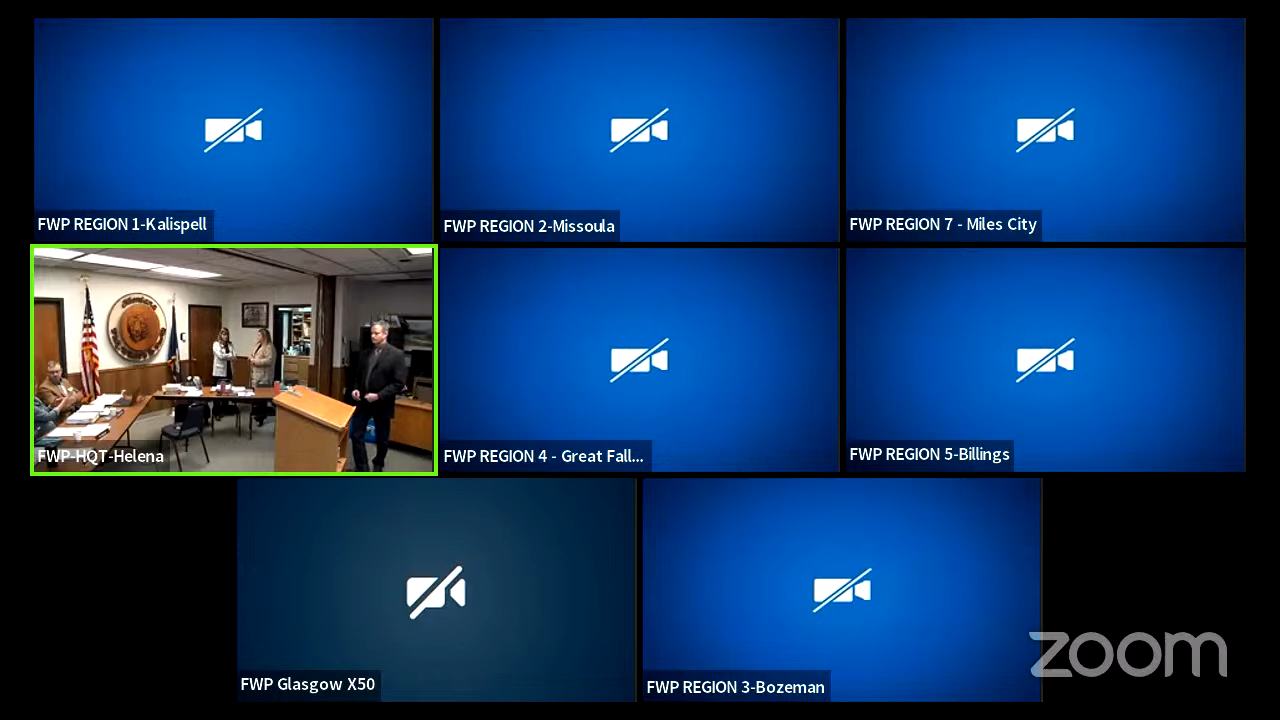 FWP REGION 1-Kalispell
FWP REGION 2-Missoula
FWP REGION 7 - Miles City
FWP-HQT-Helena
FWP REGION 4 - Great Fall...
FWP REGION 5-Billings
FWP Glasgow X50
FWP REGION 3-Bozeman
zoom